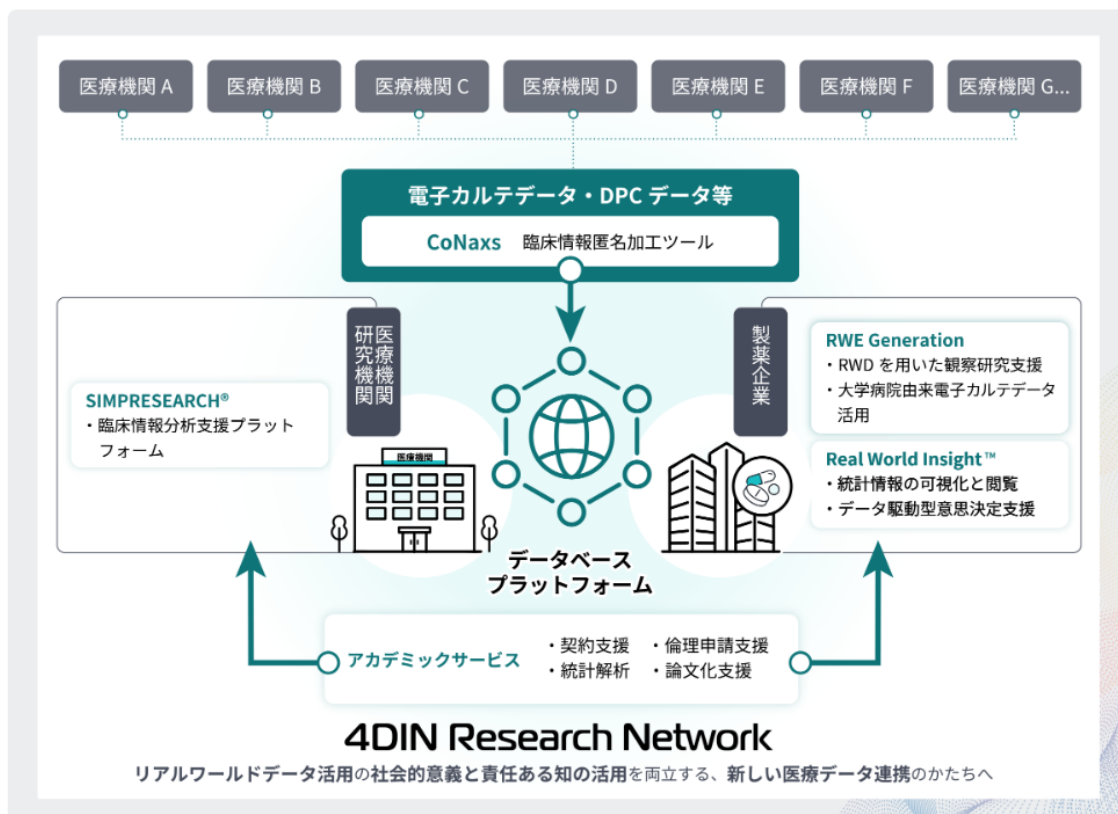 医療機関 A
医療機関 B
医療機関 C
医療機関 D
医療機関 E
医療機関 F
医療機関 G...
電子カルテデータ・DPC データ等
CoNaxs 臨床情報匿名加工ツール
医療機関
研究機関
SIMPRESEARCH®
・臨床情報分析支援プラット
フォーム
医療機関
製薬企業
RWE Generation
・RWD を用いた観察研究支援
・大学病院由来電子カルテデータ
活用
Real World Insight™
・統計情報の可視化と閲覧
・データ駆動型意思決定支援
データベース
プラットフォーム
アカデミックサービス
・契約支援 ・倫理申請支援
・統計解析 ・論文化支援
4DIN Research Network
リアルワールドデータ活用の社会的意義と責任ある知の活用を両立する、新しい医療データ連携のかたちへ